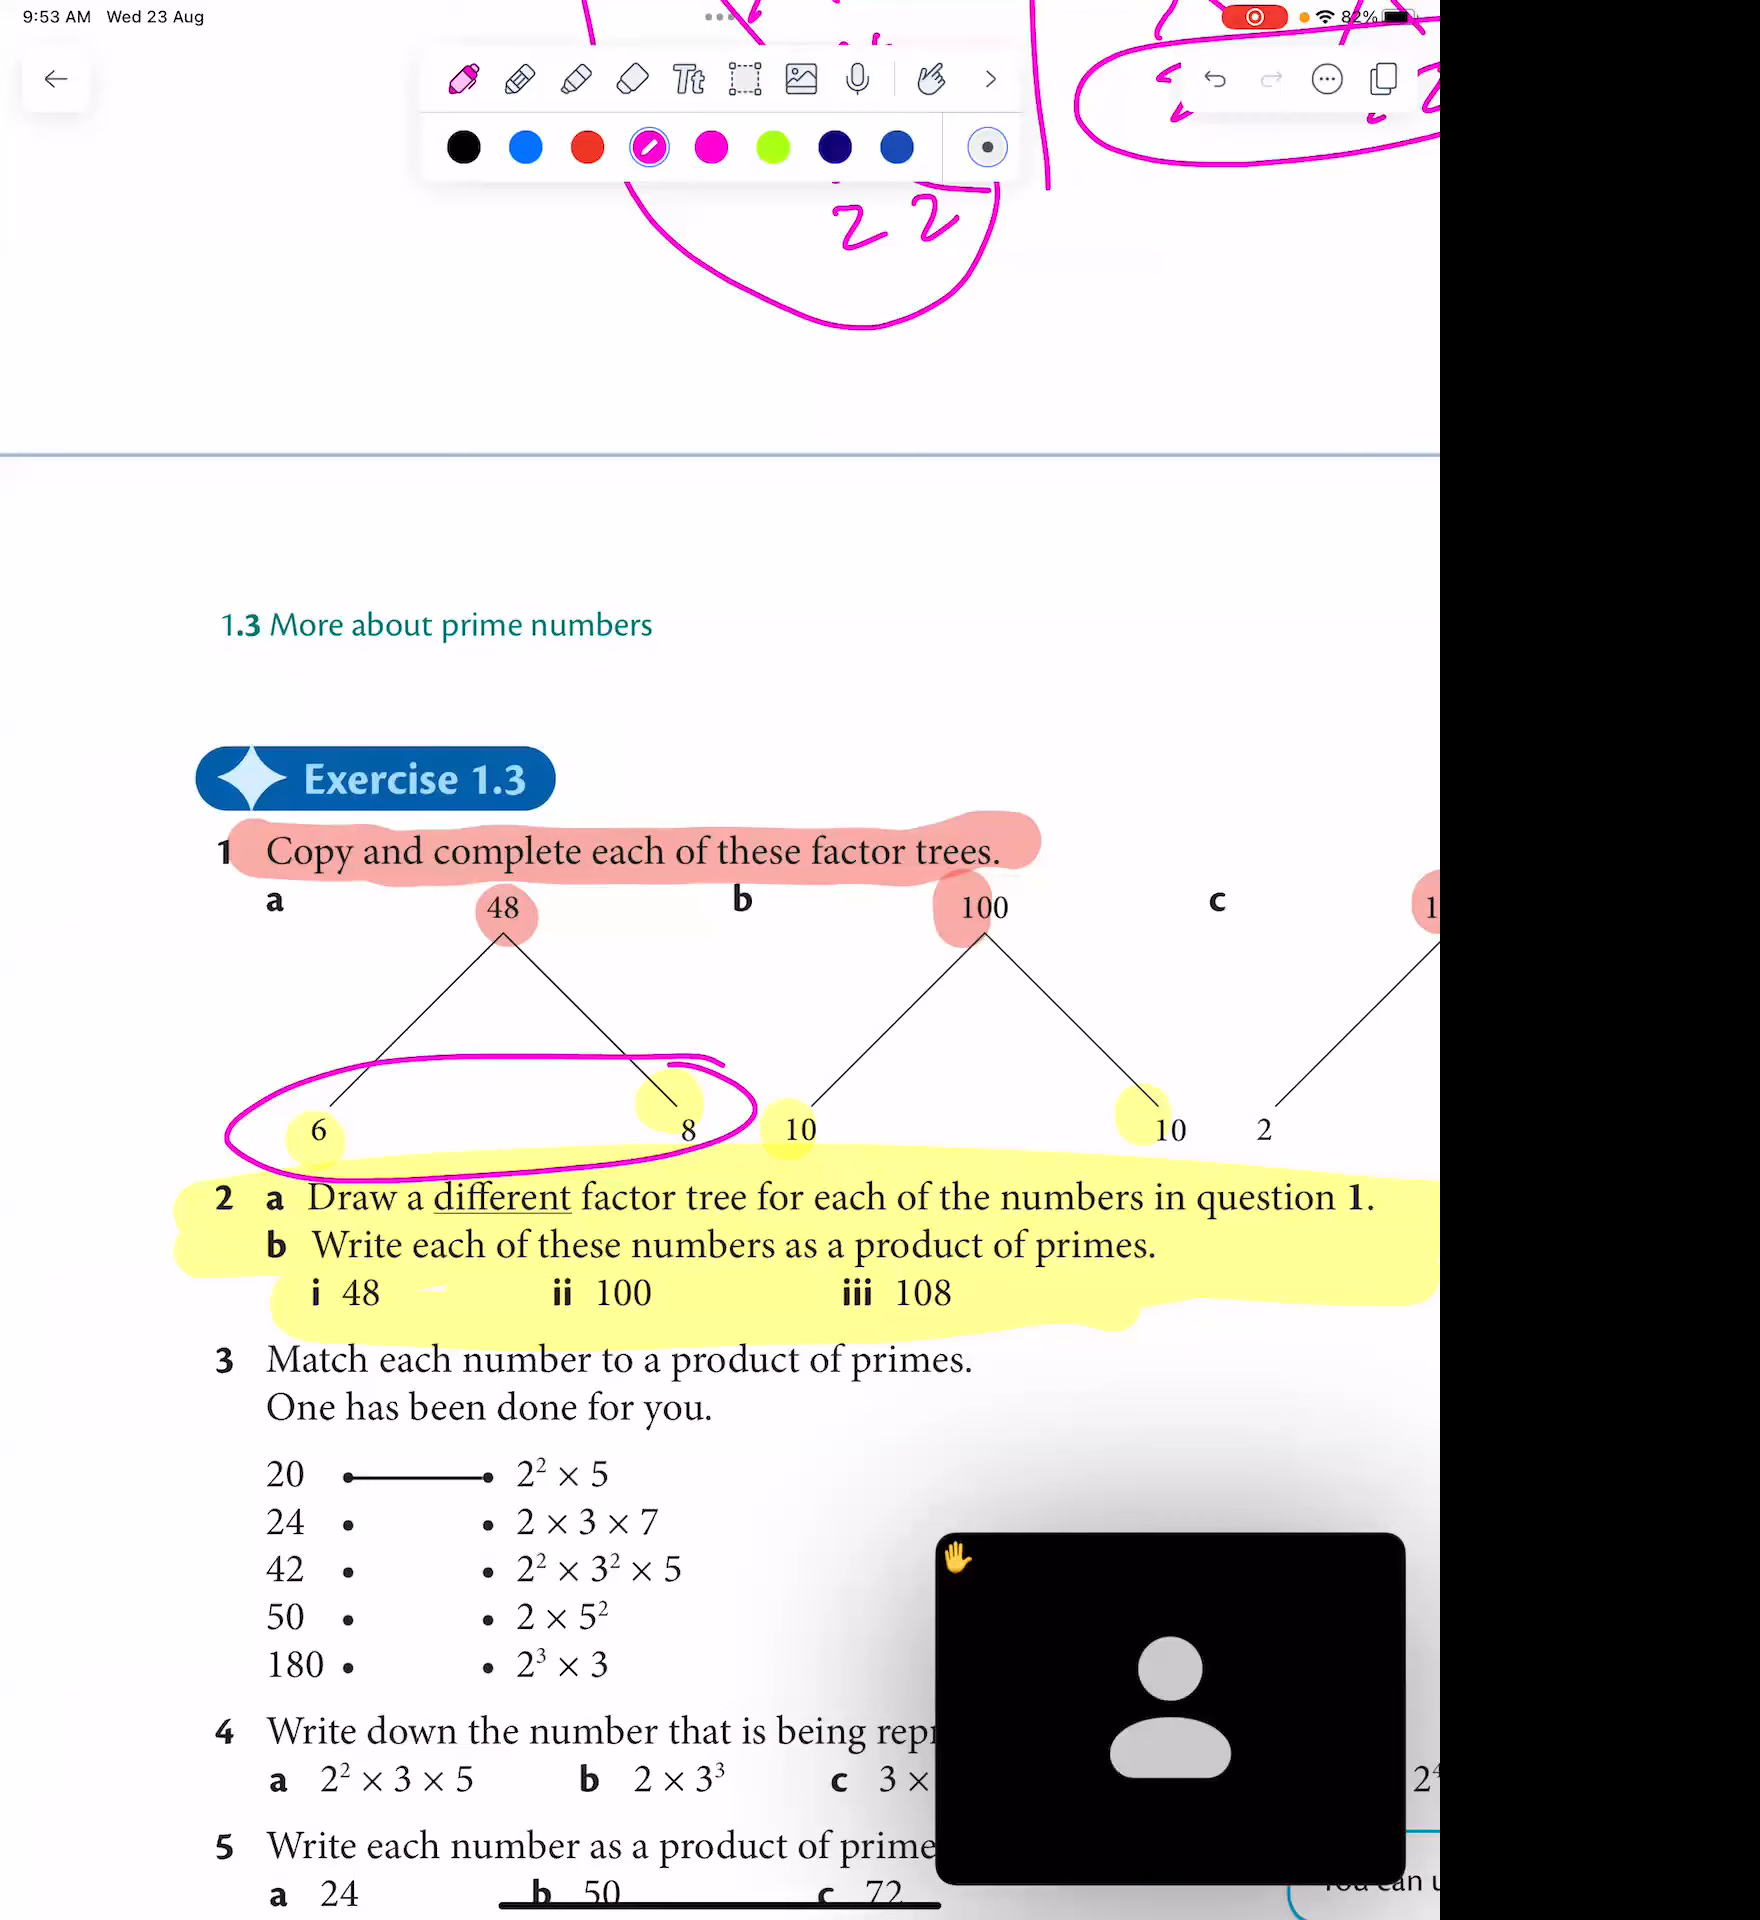 9:53 AM Wed 23 Aug
82%
Tt
2 2
1.3 More about prime numbers
Exercise 1.3
1 Copy and complete each of these factor trees.
a 48 b 100 c 1
6 8 10 10 2
2 a Draw a different factor tree for each of the numbers in question 1.
b Write each of these numbers as a product of primes.
i 48 ii 100 iii 108
3 Match each number to a product of primes.
One has been done for you.
20 2² × 5
24 2 × 3 × 7
42 2² × 3² × 5
50 2 × 5²
180 2³ × 3
4 Write down the number that is being
a 2² × 3 × 5 b 2 × 3³ c 3 × 2⁴
5 Write each number as a product of prime
a 24 b 50 c 72
can